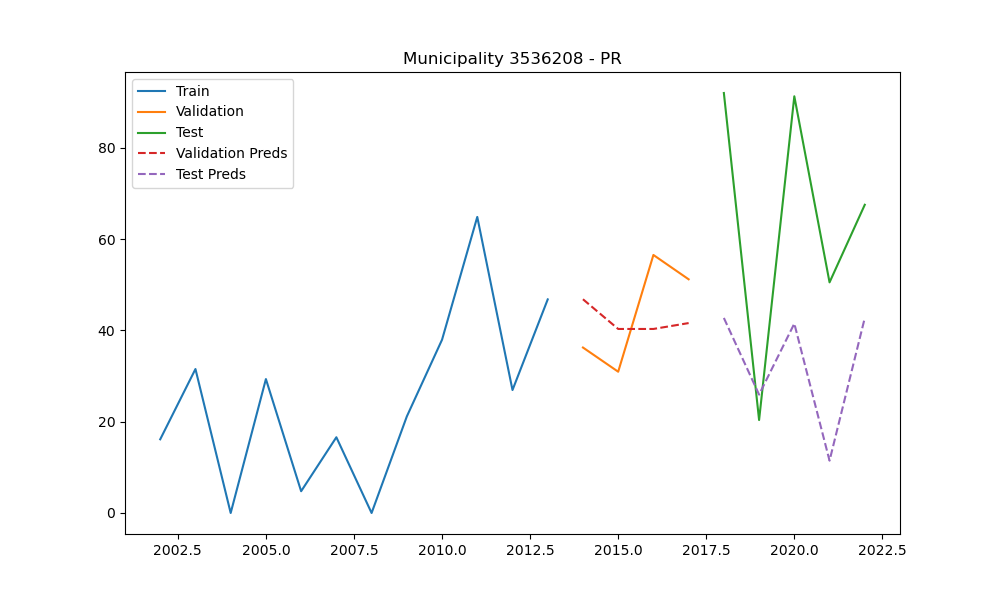 Municipality 3536208 - PR
Train
Validation
Test
Validation Preds
Test Preds
80
60
40
20
0
2002.5 2005.0 2007.5 2010.0 2012.5 2015.0 2017.5 2020.0 2022.5